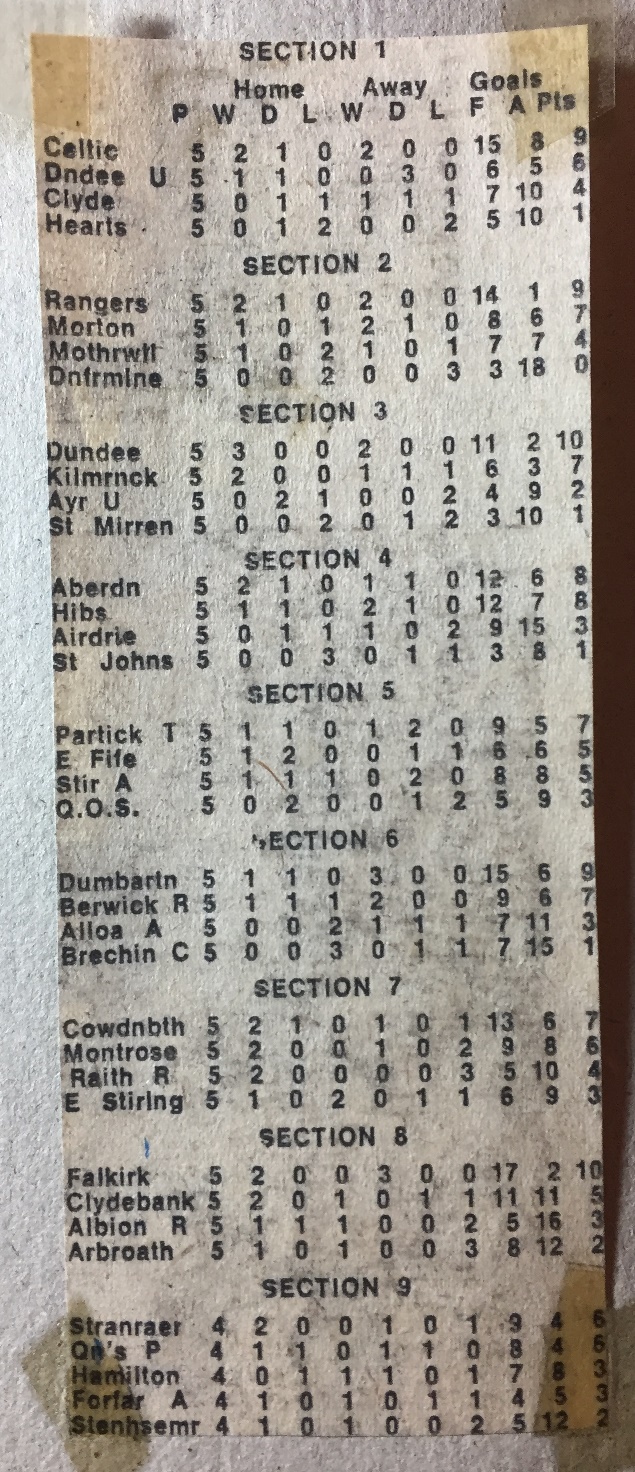 SECTION 1
Home Away Goals
P W D L W D L F A Pts
Celtic 5 2 1 0 2 0 0 15 8 9
Dndee U 5 1 1 0 0 3 0 6 5 6
Clyde 5 0 1 1 1 1 1 7 10 4
Hearts 5 0 1 2 0 0 2 5 10 1
SECTION 2
Rangers 5 2 1 0 2 0 0 14 1 9
Morton 5 1 0 1 2 1 0 8 6 7
Mothrwll 5 1 0 2 1 0 1 7 7 4
Dnfrmlne 5 0 0 2 0 0 3 3 18 0
SECTION 3
Dundee 5 3 0 0 2 0 0 11 2 10
Kilmrnck 5 2 0 0 1 1 1 6 3 7
Ayr U 5 0 2 1 0 0 2 4 9 2
St Mirren 5 0 0 2 0 1 2 3 10 1
SECTION 4
Aberdn 5 2 1 0 1 1 0 12 6 8
Hibs 5 1 1 0 2 1 0 12 7 8
Airdrie 5 0 1 1 1 0 2 9 15 3
St Johns 5 0 0 3 0 1 1 3 8 1
SECTION 5
Partick T 5 1 1 0 1 2 0 9 5 7
E Fife 5 1 2 0 0 1 1 6 6 5
Stir A 5 1 1 1 0 2 0 8 8 5
Q.O.S. 5 0 2 0 0 1 2 5 9 3
SECTION 6
Dumbartn 5 1 1 0 3 0 0 15 6 9
Berwick R 5 1 1 1 2 0 0 9 6 7
Alloa A 5 0 0 2 1 1 1 7 11 3
Brechin C 5 0 0 3 0 1 1 7 15 1
SECTION 7
Cowdnbth 5 2 1 0 1 0 1 13 6 7
Montrose 5 2 0 0 1 0 2 9 8 6
Raith R 5 2 0 0 0 0 3 5 10 4
E Stirlng 5 1 0 2 0 1 1 6 9 3
SECTION 8
Falkirk 5 2 0 0 3 0 0 17 2 10
Clydebank 5 2 0 1 0 1 1 11 11 5
Albion R 5 1 1 1 0 0 2 5 16 3
Arbroath 5 1 0 1 0 0 3 8 12 2
SECTION 9
Stranraer 4 2 0 0 1 0 1 9 4 6
Qn's P 4 1 1 0 1 1 0 8 4 6
Hamilton 4 0 1 1 1 0 1 7 8 3
Forfar A 4 1 0 1 0 1 1 4 5 3
Stenhsemr 4 1 0 1 0 0 2 5 12 2